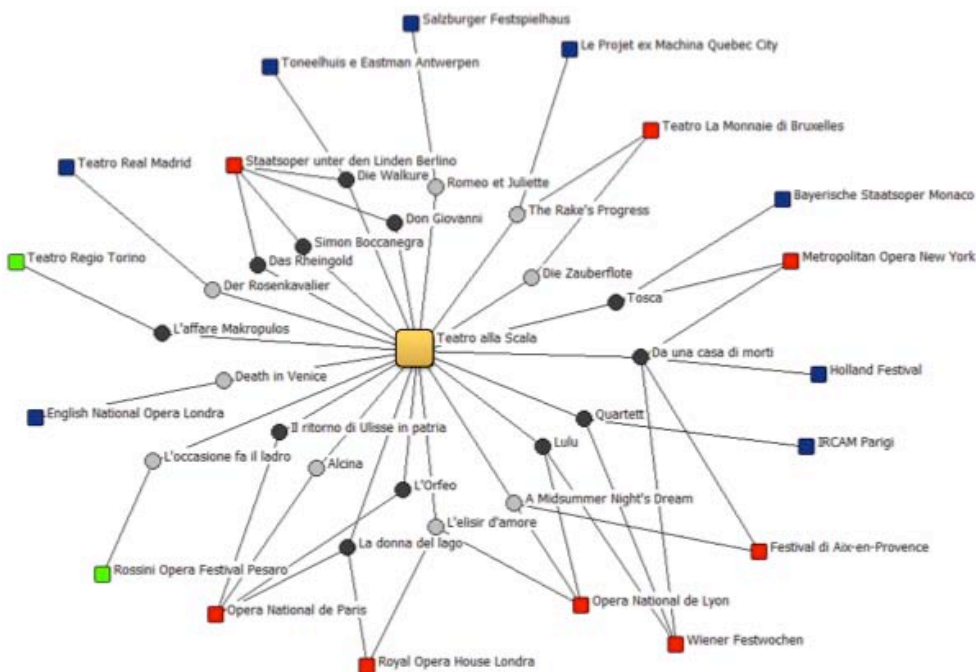 Salzburger Festspielhaus
Le Projet ex Machina Quebec City
Toneelhuis e Eastman Antwerpen
Teatro La Monnaie di Bruxelles
Teatro Real Madrid
Staatsoper unter den Linden Berlino
Die Walkure
Romeo et Juliette
Bayerische Staatsoper Monaco
The Rake's Progress
Don Giovanni
Simon Boccanegra
Teatro Regio Torino
Das Rheingold
Metropolitan Opera New York
Die Zauberflote
Der Rosenkavalier
Tosca
L'affare Makropulos
Teatro alla Scala
Da una casa di morti
Holland Festival
Death in Venice
English National Opera Londra
Quartett
Il ritorno di Ulisse in patria
Lulu
IRCAM Parigi
L'occasione fa il ladro
Alcina
L'Orfeo
A Midsummer Night's Dream
L'elisir d'amore
La donna del lago
Festival di Aix-en-Provence
Rossini Opera Festival Pesaro
Opera National de Paris
Opera National de Lyon
Wiener Festwochen
Royal Opera House Londra